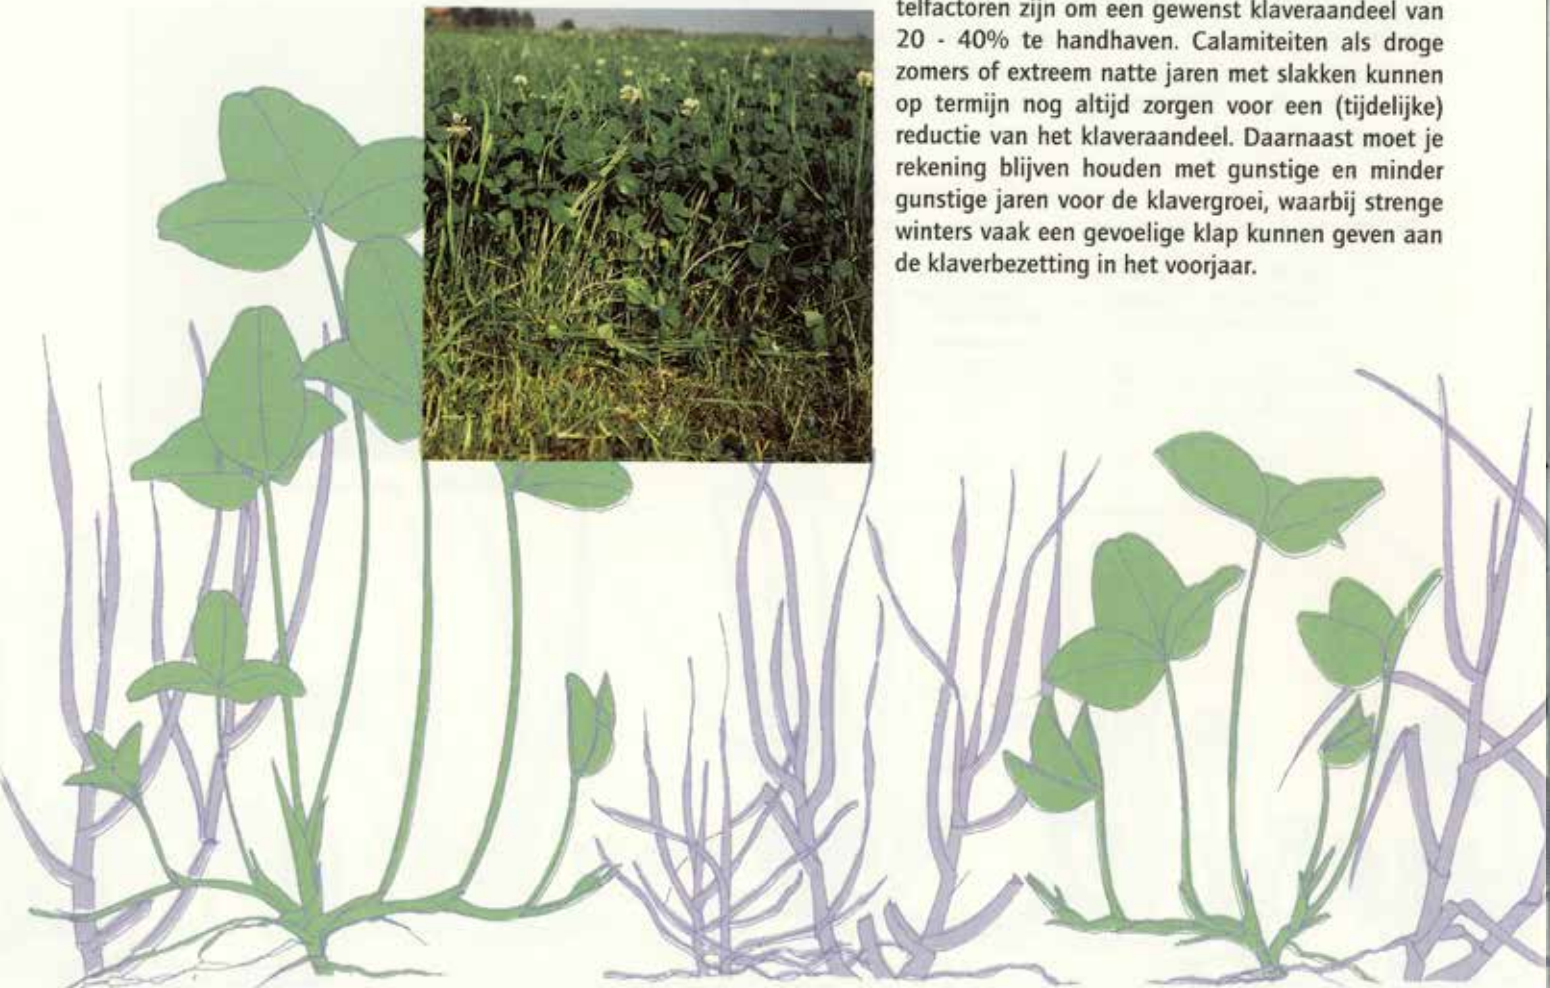 telfactoren zijn om een gewenst klaveraandeel van
20 - 40% te handhaven. Calamiteiten als droge
zomers of extreem natte jaren met slakken kunnen
op termijn nog altijd zorgen voor een (tijdelijke)
reductie van het klaveraandeel. Daarnaast moet je
rekening blijven houden met gunstige en minder
gunstige jaren voor de klavergroei, waarbij strenge
winters vaak een gevoelige klap kunnen geven aan
de klaverbezetting in het voorjaar.